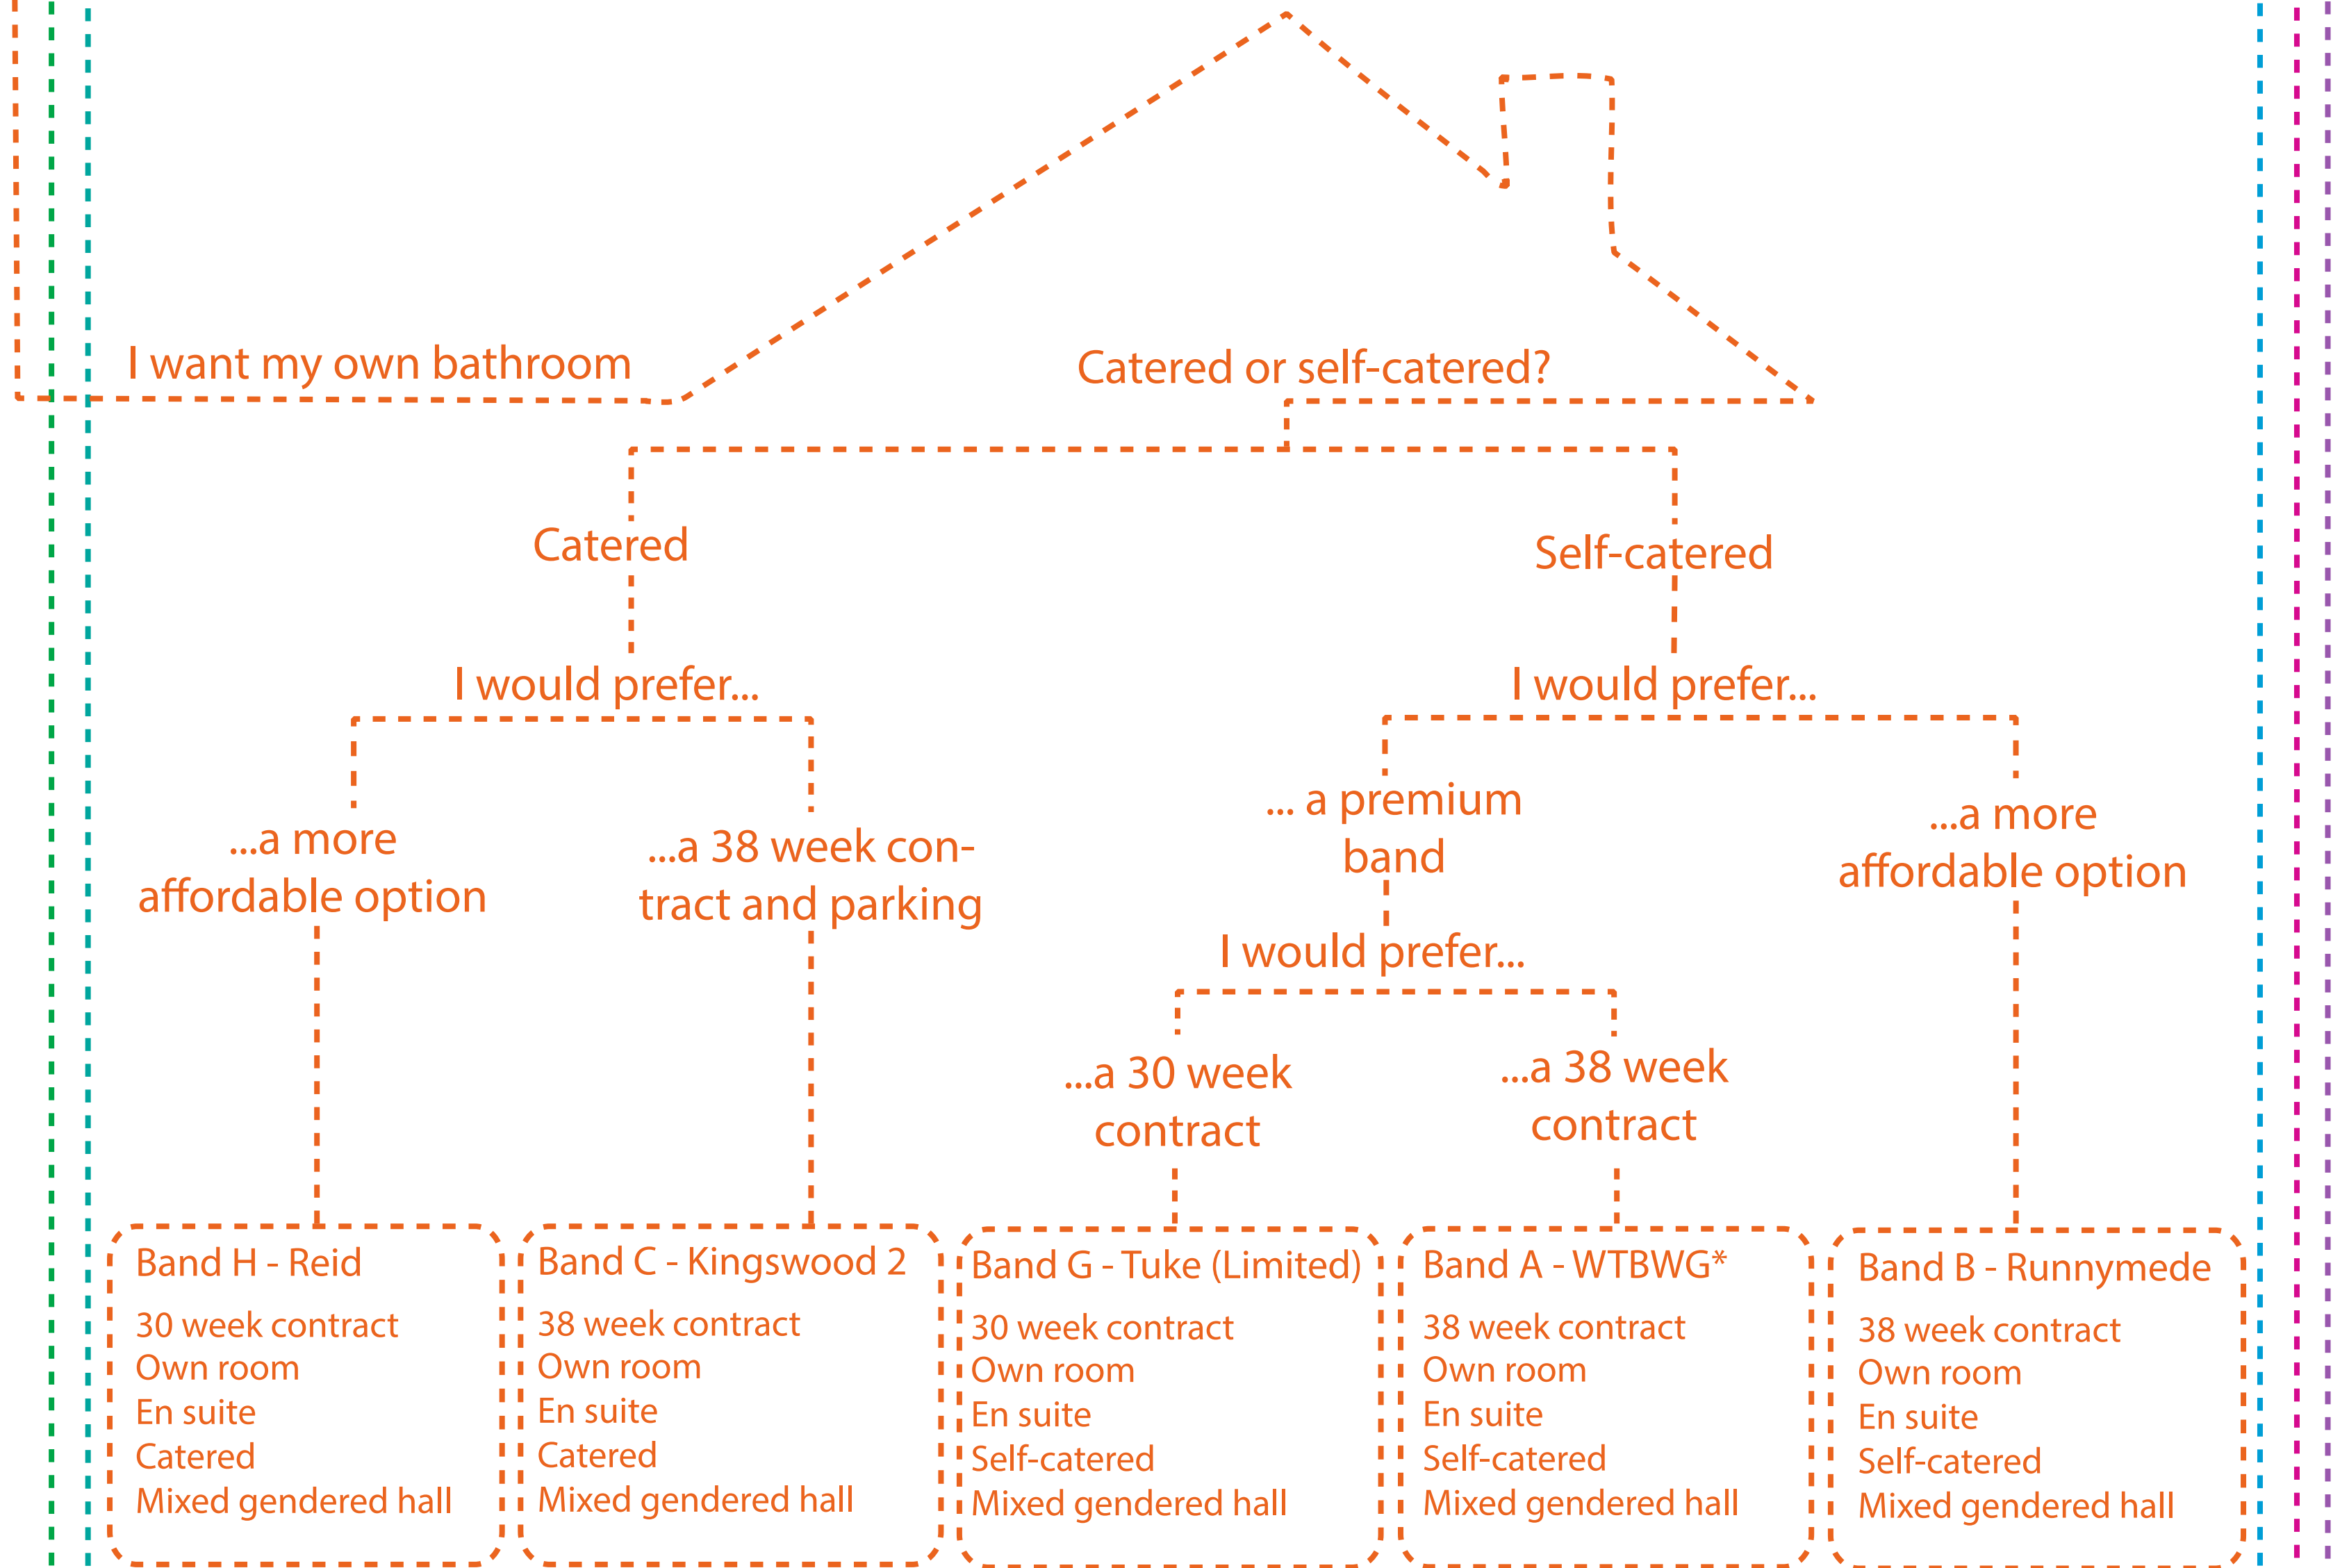 I want my own bathroom
Catered or self-catered?
Catered
Self-catered
I would prefer...
I would prefer...
...a more
affordable option
...a 38 week con-
tract and parking
... a premium
band
...a more
affordable option
I would prefer...
...a 30 week
contract
...a 38 week
contract
Band H - Reid
30 week contract
Own room
En suite
Catered
Mixed gendered hall
Band C - Kingswood 2
38 week contract
Own room
En suite
Catered
Mixed gendered hall
Band G - Tuke (Limited)
30 week contract
Own room
En suite
Self-catered
Mixed gendered hall
Band A - WTBWG*
38 week contract
Own room
En suite
Self-catered
Mixed gendered hall
Band B - Runnymede
38 week contract
Own room
En suite
Self-catered
Mixed gendered hall